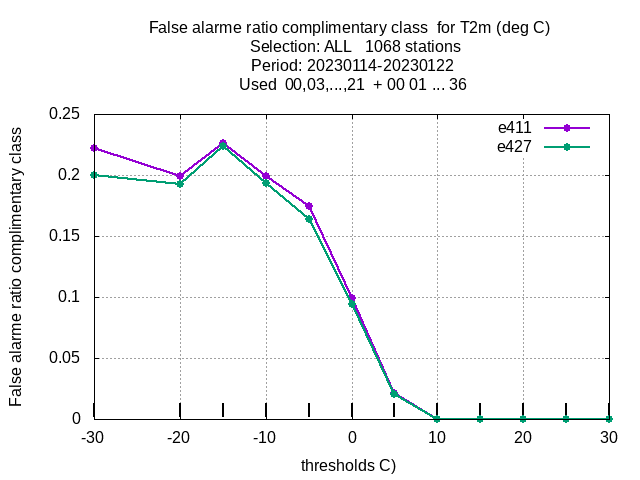 False alarme ratio complimentary class  for T2m (deg C)
Selection: ALL   1068 stations
Period: 20230114-20230122
Used  00,03,...,21  + 00 01 ... 36
e411
e427
False alarme ratio complimentary class
0.25
0.2
0.15
0.1
0.05
0
-30 -20 -10 0 10 20 30
thresholds C)